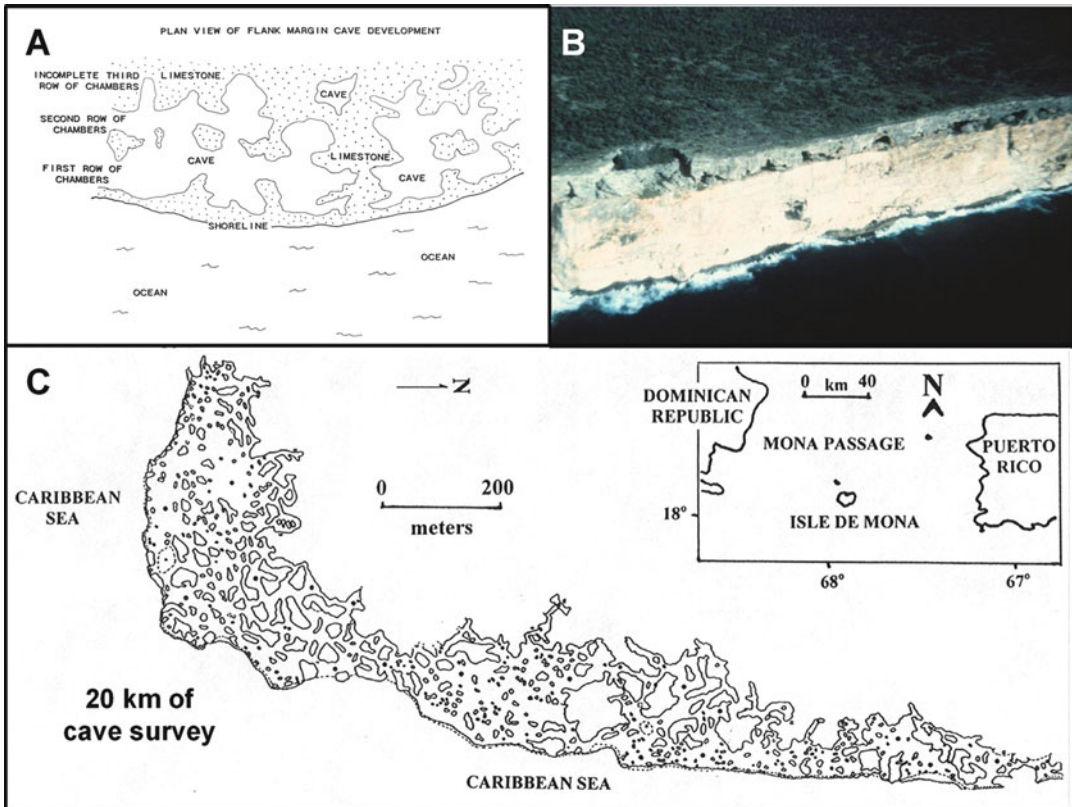 A
PLAN VIEW OF FLANK MARGIN CAVE DEVELOPMENT
INCOMPLETE THIRD
ROW OF CHAMBERS
LIMESTONE
CAVE
SECOND ROW OF
CHAMBERS
CAVE
LIMESTONE
FIRST ROW OF
CHAMBERS
CAVE
SHORELINE
OCEAN
OCEAN
B
C
N
CARIBBEAN
SEA
0 200
meters
20 km of
cave survey
CARIBBEAN SEA
DOMINICAN
REPUBLIC
0 km 40
N
MONA PASSAGE
PUERTO
RICO
18°
ISLE DE MONA
68° 67°